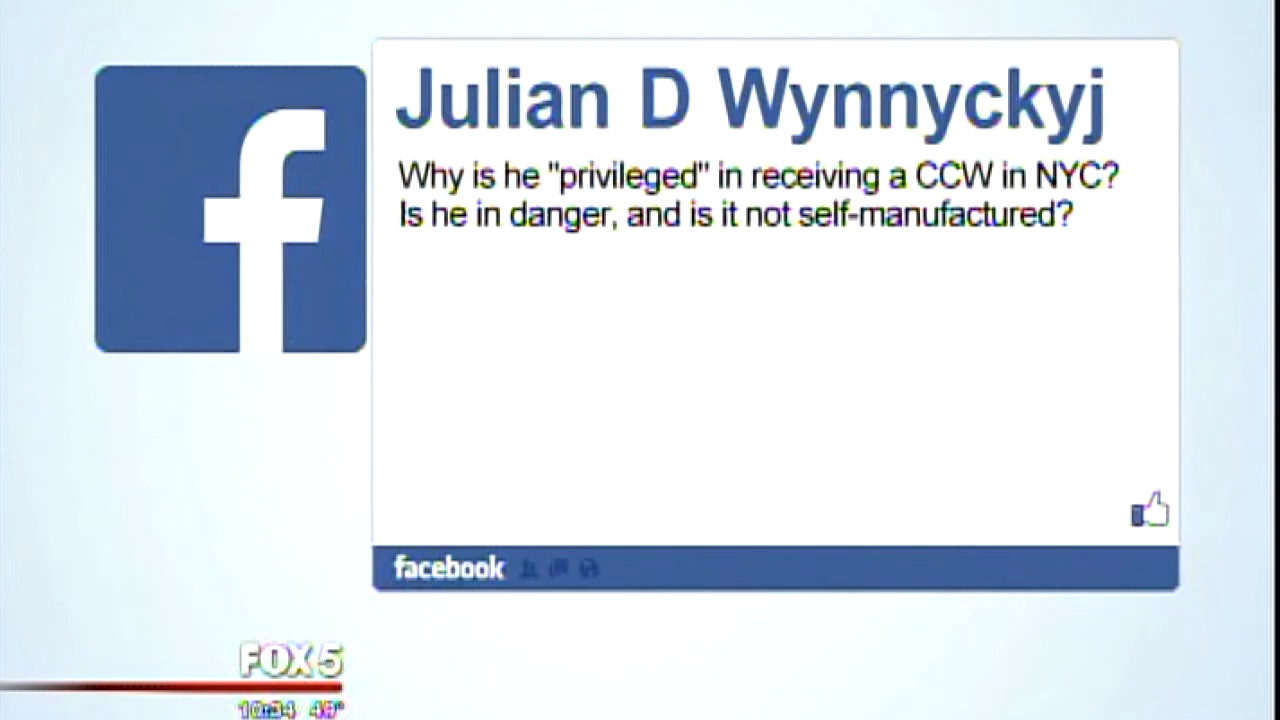 Julian D Wynnyckyj
Why is he "privileged" in receiving a CCW in NYC?
Is he in danger, and is it not self-manufactured?
facebook
FOX 5
10:34 49°